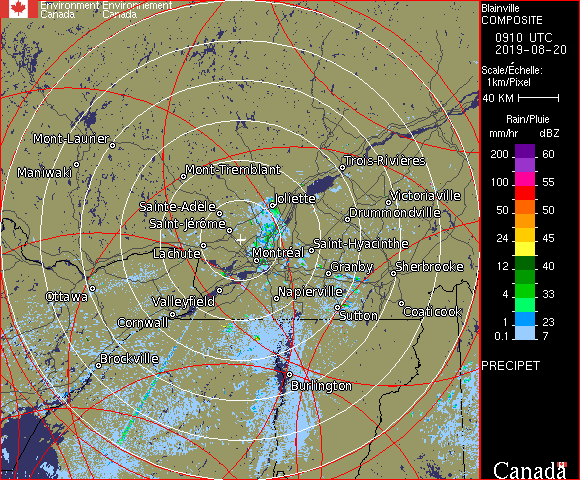 Environment Environnement
Canada Canada
Blainville
COMPOSITE
0910 UTC
2019-08-20
Scale/Échelle:
1km/Pixel
40 KM
Rain/Pluie
mm/hr dBZ
200 60
150 57
100 55
50 50
24 45
12 40
4 33
1 23
0.1 7
PRECIPET
Canada
Mont-Laurier
Maniwaki
Mont-Tremblant
Trois-Rivières
Joliette
Victoriaville
Sainte-Adèle
Drummondville
Saint-Jérôme
Saint-Hyacinthe
Lachute
Montréal
Granby
Sherbrooke
Ottawa
Valleyfield
Napierville
Cornwall
Sutton
Coaticook
Brockville
Burlington